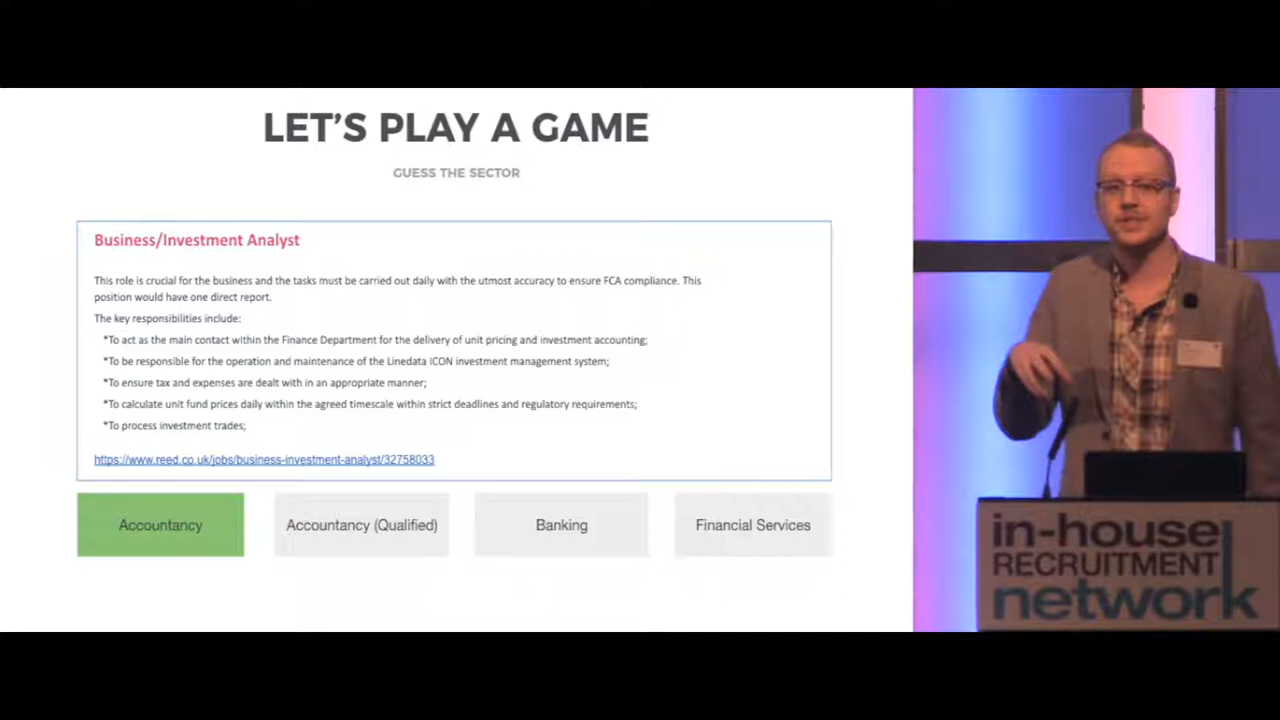 LET'S PLAY A GAME
GUESS THE SECTOR
Business/Investment Analyst
This role is crucial for the business and the tasks must be carried out daily with the utmost accuracy to ensure FCA compliance. This
position would have one direct report.
The key responsibilities include:
*To act as the main contact within the Finance Department for the delivery of unit pricing and investment accounting;
*To be responsible for the operation and maintenance of the Linedata ICON investment management system;
*To ensure tax and expenses are dealt with in an appropriate manner;
*To calculate unit fund prices daily within the agreed timescale within strict deadlines and regulatory requirements;
*To process investment trades;
https://www.reed.co.uk/jobs/business-investment-analyst/32758033
Accountancy
Accountancy (Qualified)
Banking
Financial Services
in-house
RECRUITMENT
network